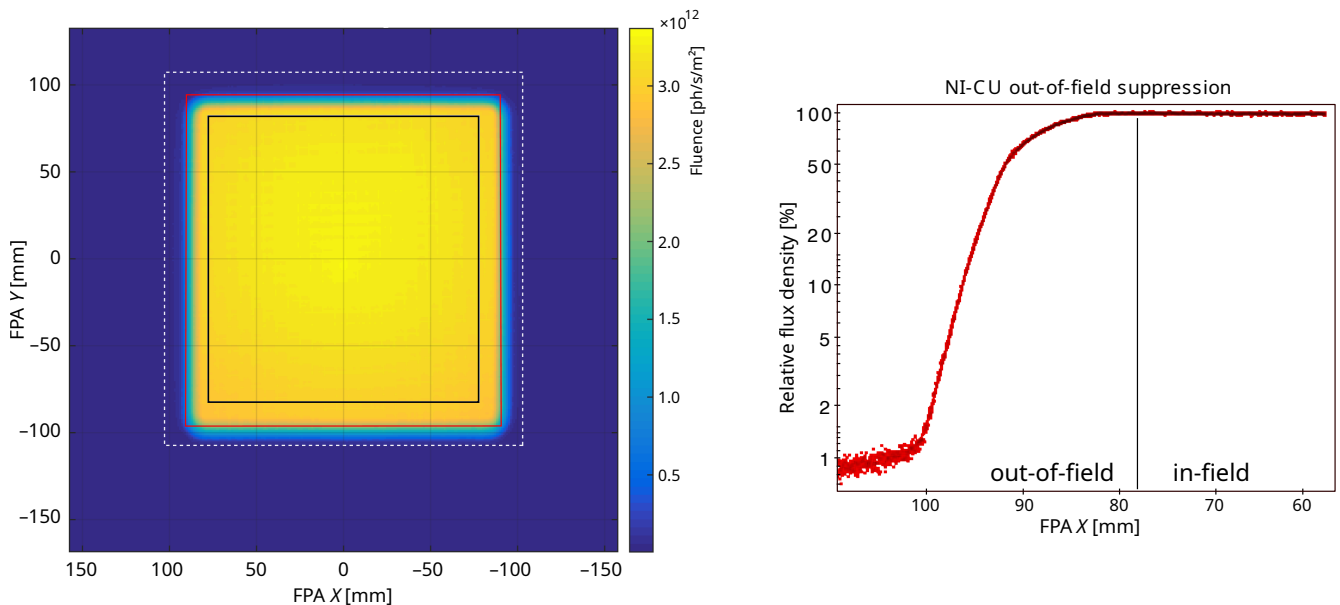 ×10¹²
100
50
0
−50
−100
−150
FPA Y [mm]
150 100 50 0 −50 −100 −150
FPA X [mm]
3.0
2.5
2.0
1.5
1.0
0.5
Fluence [ph/s/m²]
NI-CU out-of-field suppression
100
50
20
10
5
2
1
Relative flux density [%]
out-of-field in-field
100 90 80 70 60
FPA X [mm]